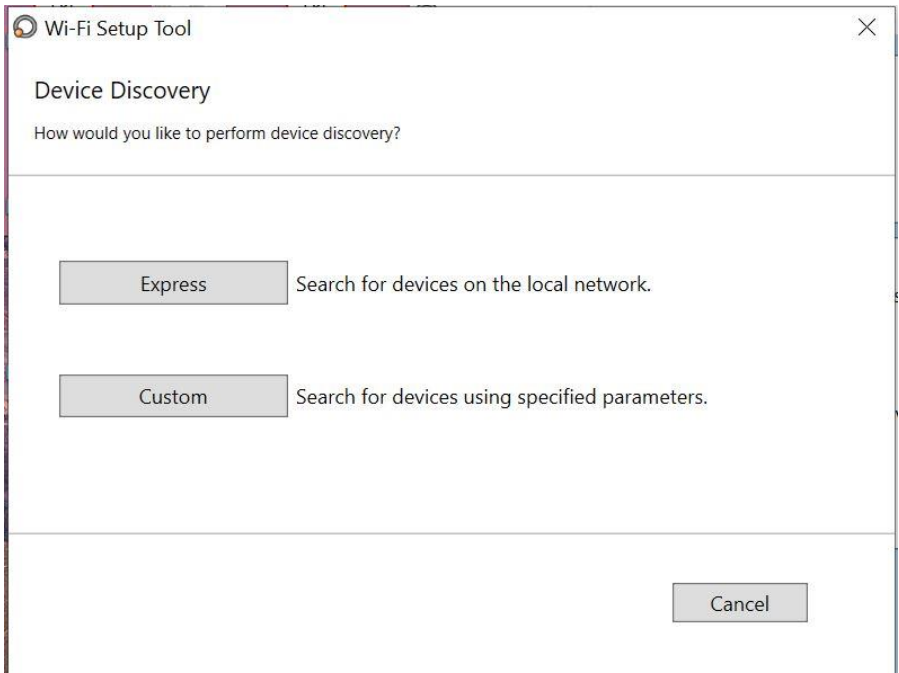 Wi-Fi Setup Tool
Device Discovery
How would you like to perform device discovery?
Express
Search for devices on the local network.
Custom
Search for devices using specified parameters.
Cancel